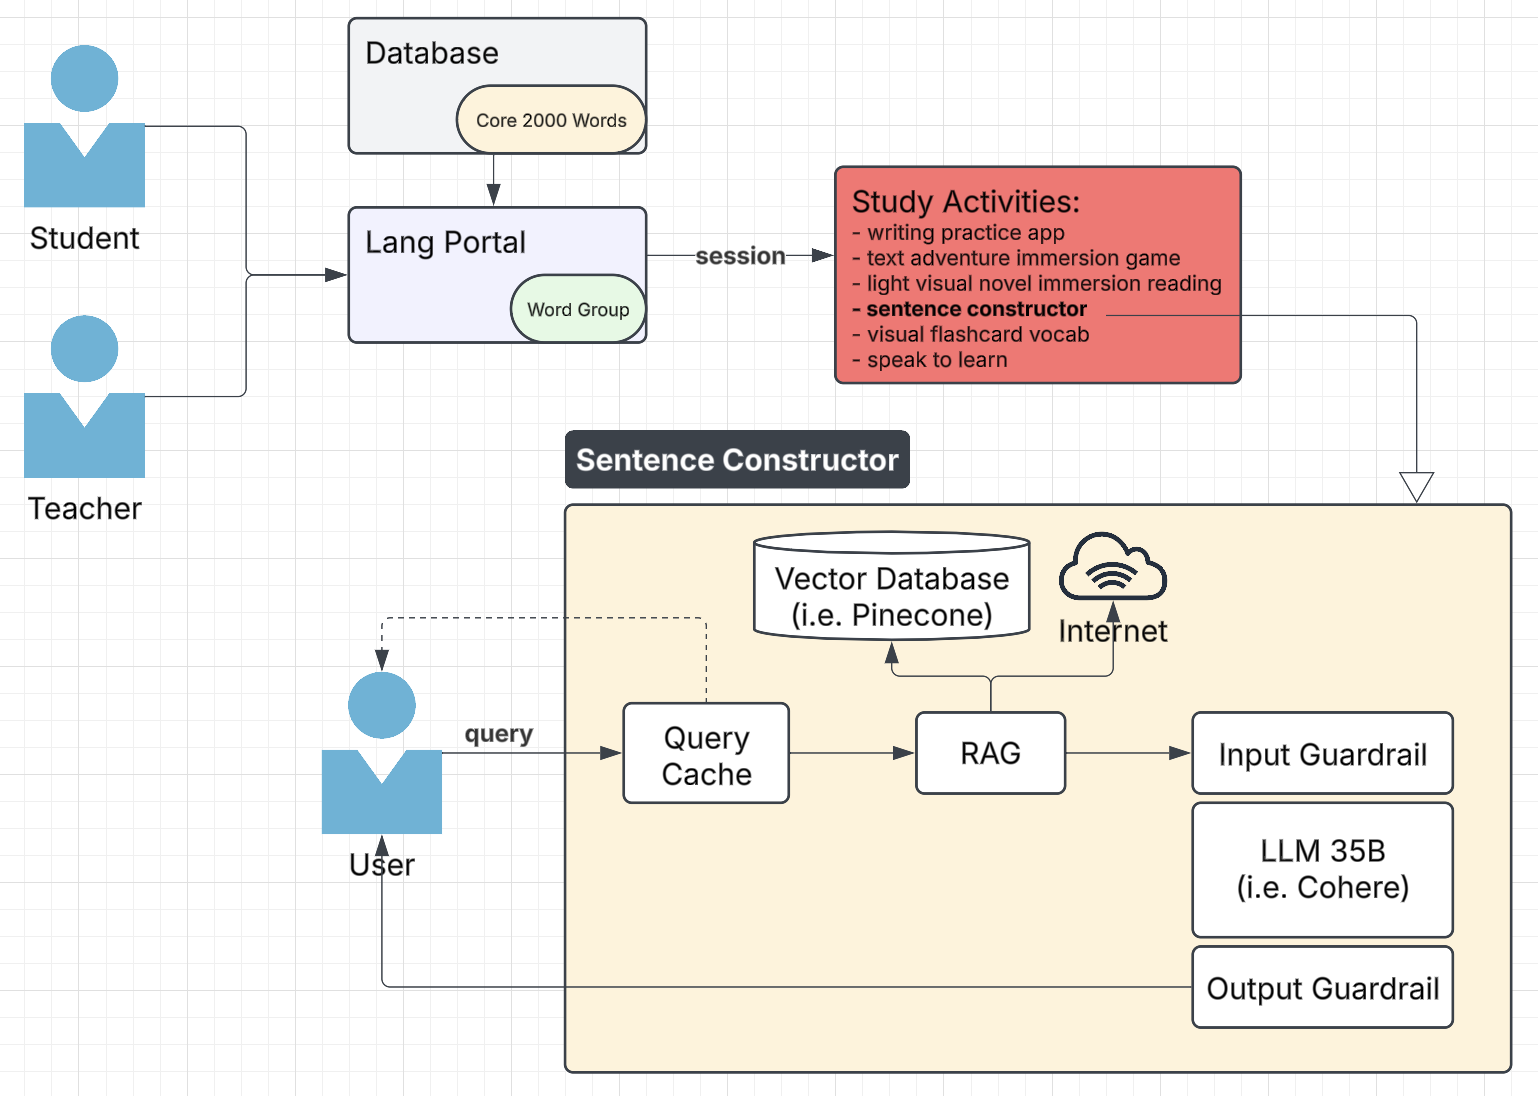 Database
Core 2000 Words
Student
Lang Portal
Word Group
session
Study Activities:
- writing practice app
- text adventure immersion game
- light visual novel immersion reading
- sentence constructor
- visual flashcard vocab
- speak to learn
Teacher
Sentence Constructor
Vector Database
(i.e. Pinecone)
Internet
query
Query
Cache
RAG
Input Guardrail
User
LLM 35B
(i.e. Cohere)
Output Guardrail